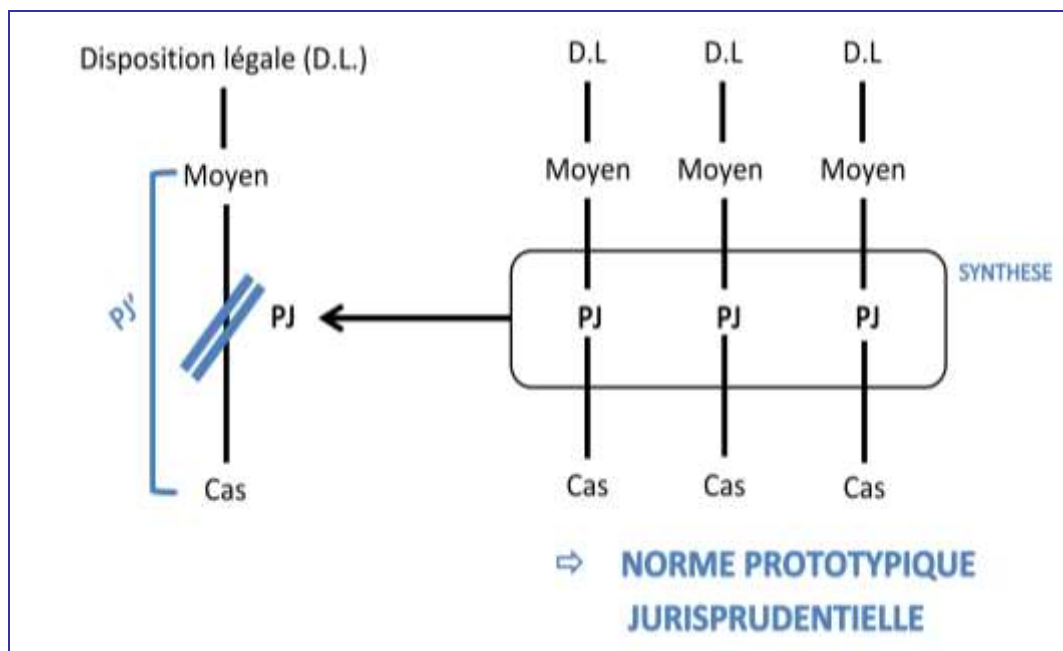 Disposition légale (D.L.)
Moyen
PJ'
PJ
Cas
D.L D.L D.L
Moyen Moyen Moyen
SYNTHESE
PJ PJ PJ
Cas Cas Cas
⇨ NORME PROTOTYPIQUE
JURISPRUDENTIELLE